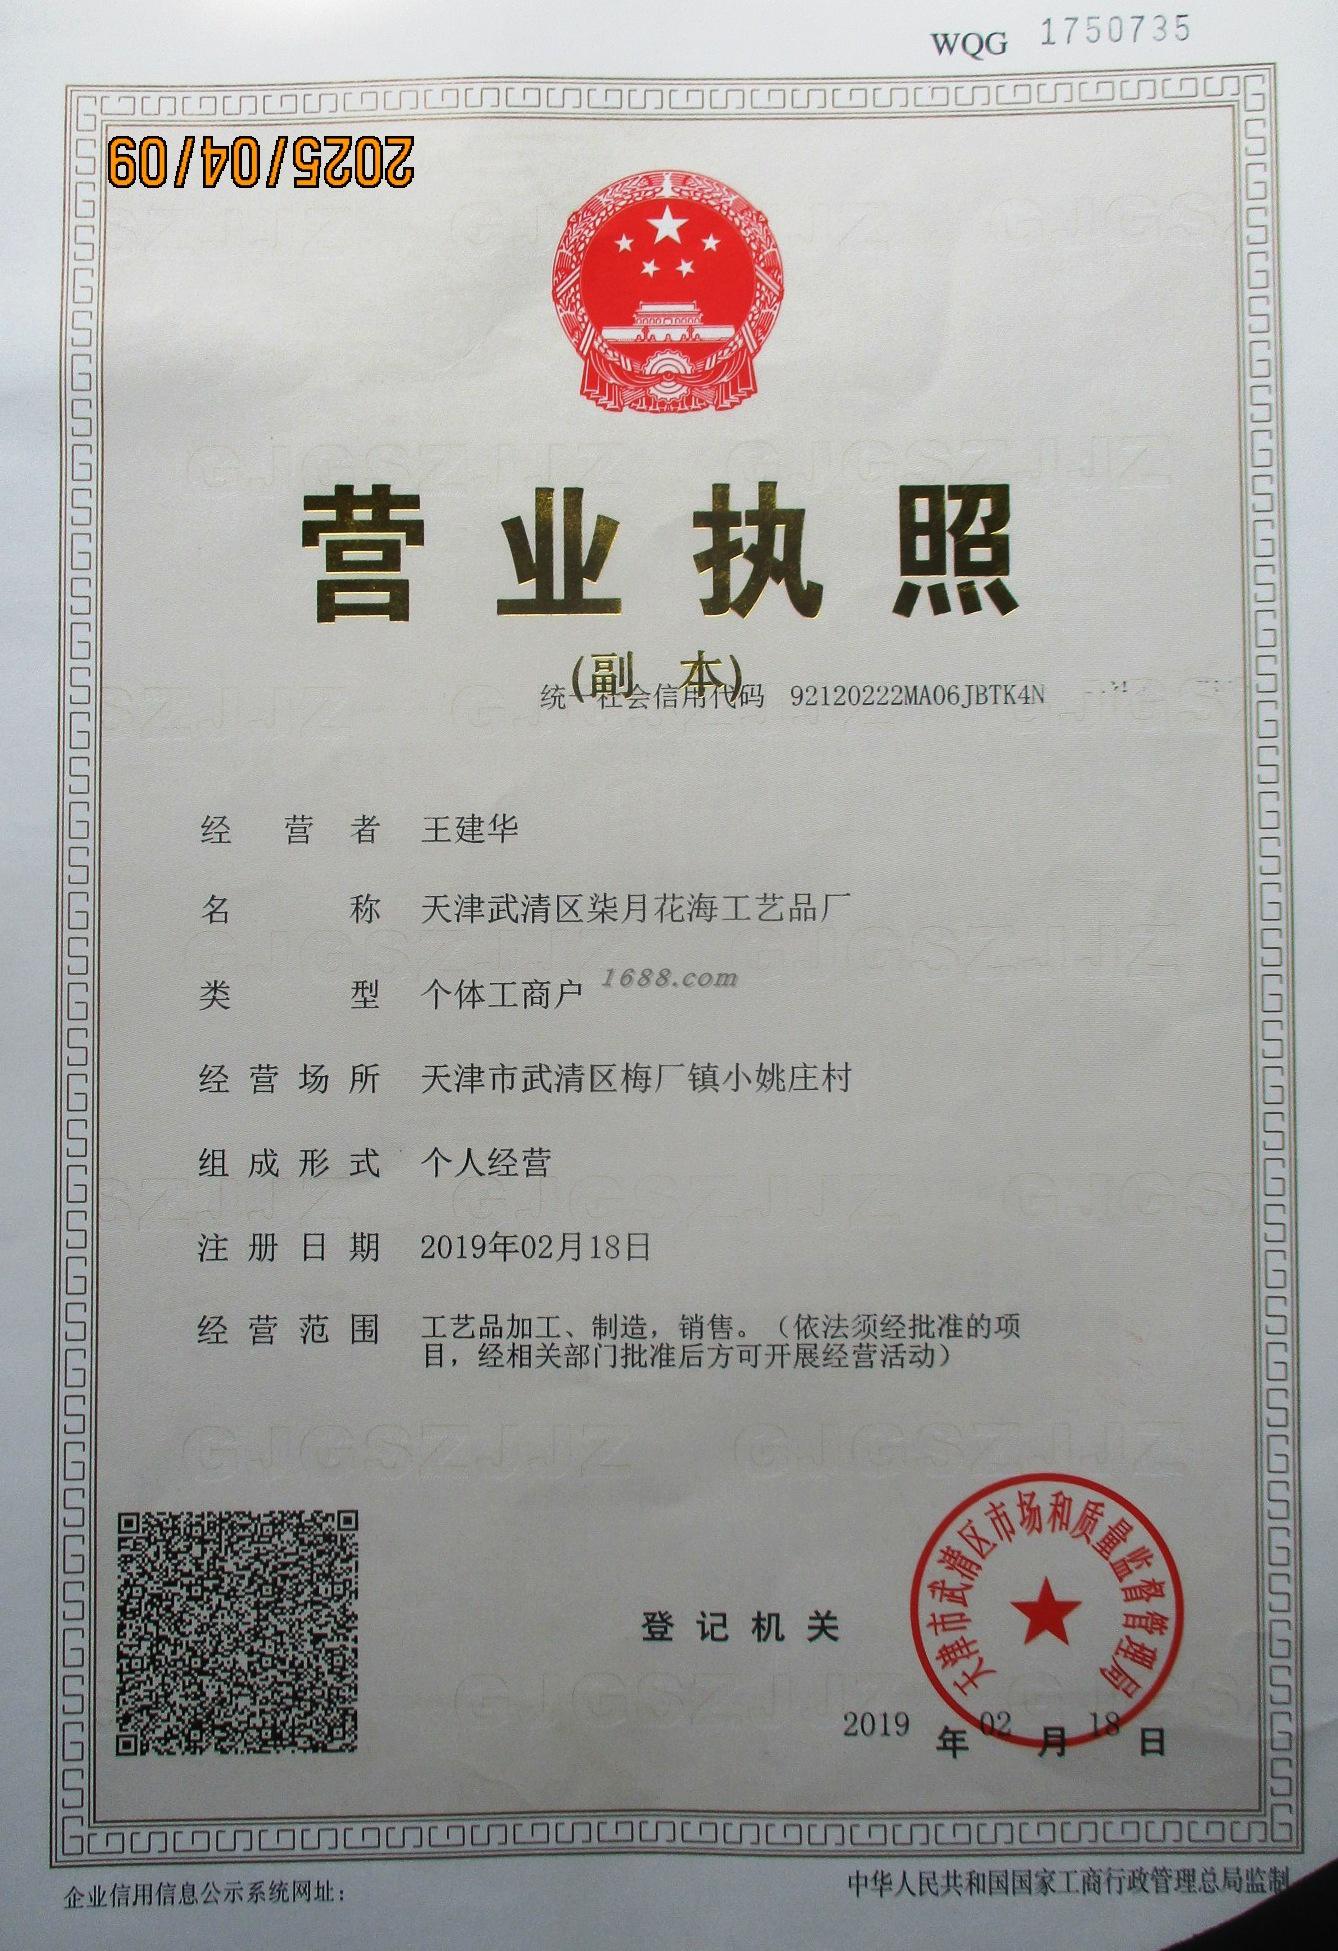 WQG 1750735
2025/04/09
营业执照
(副 本)
统一社会信用代码 92120222MA06JBTK4N
经营者 王建华
名称 天津武清区柒月花海工艺品厂
1688.com
类型 个体工商户
经营场所 天津市武清区梅厂镇小姚庄村
组成形式 个人经营
注册日期 2019年02月18日
经营范围 工艺品加工、制造，销售。（依法须经批准的项
目，经相关部门批准后方可开展经营活动）
天津市武清区市场和质量监督管理局
登记机关
2019 年 02 月 18 日
企业信用信息公示系统网址：
中华人民共和国国家工商行政管理总局监制